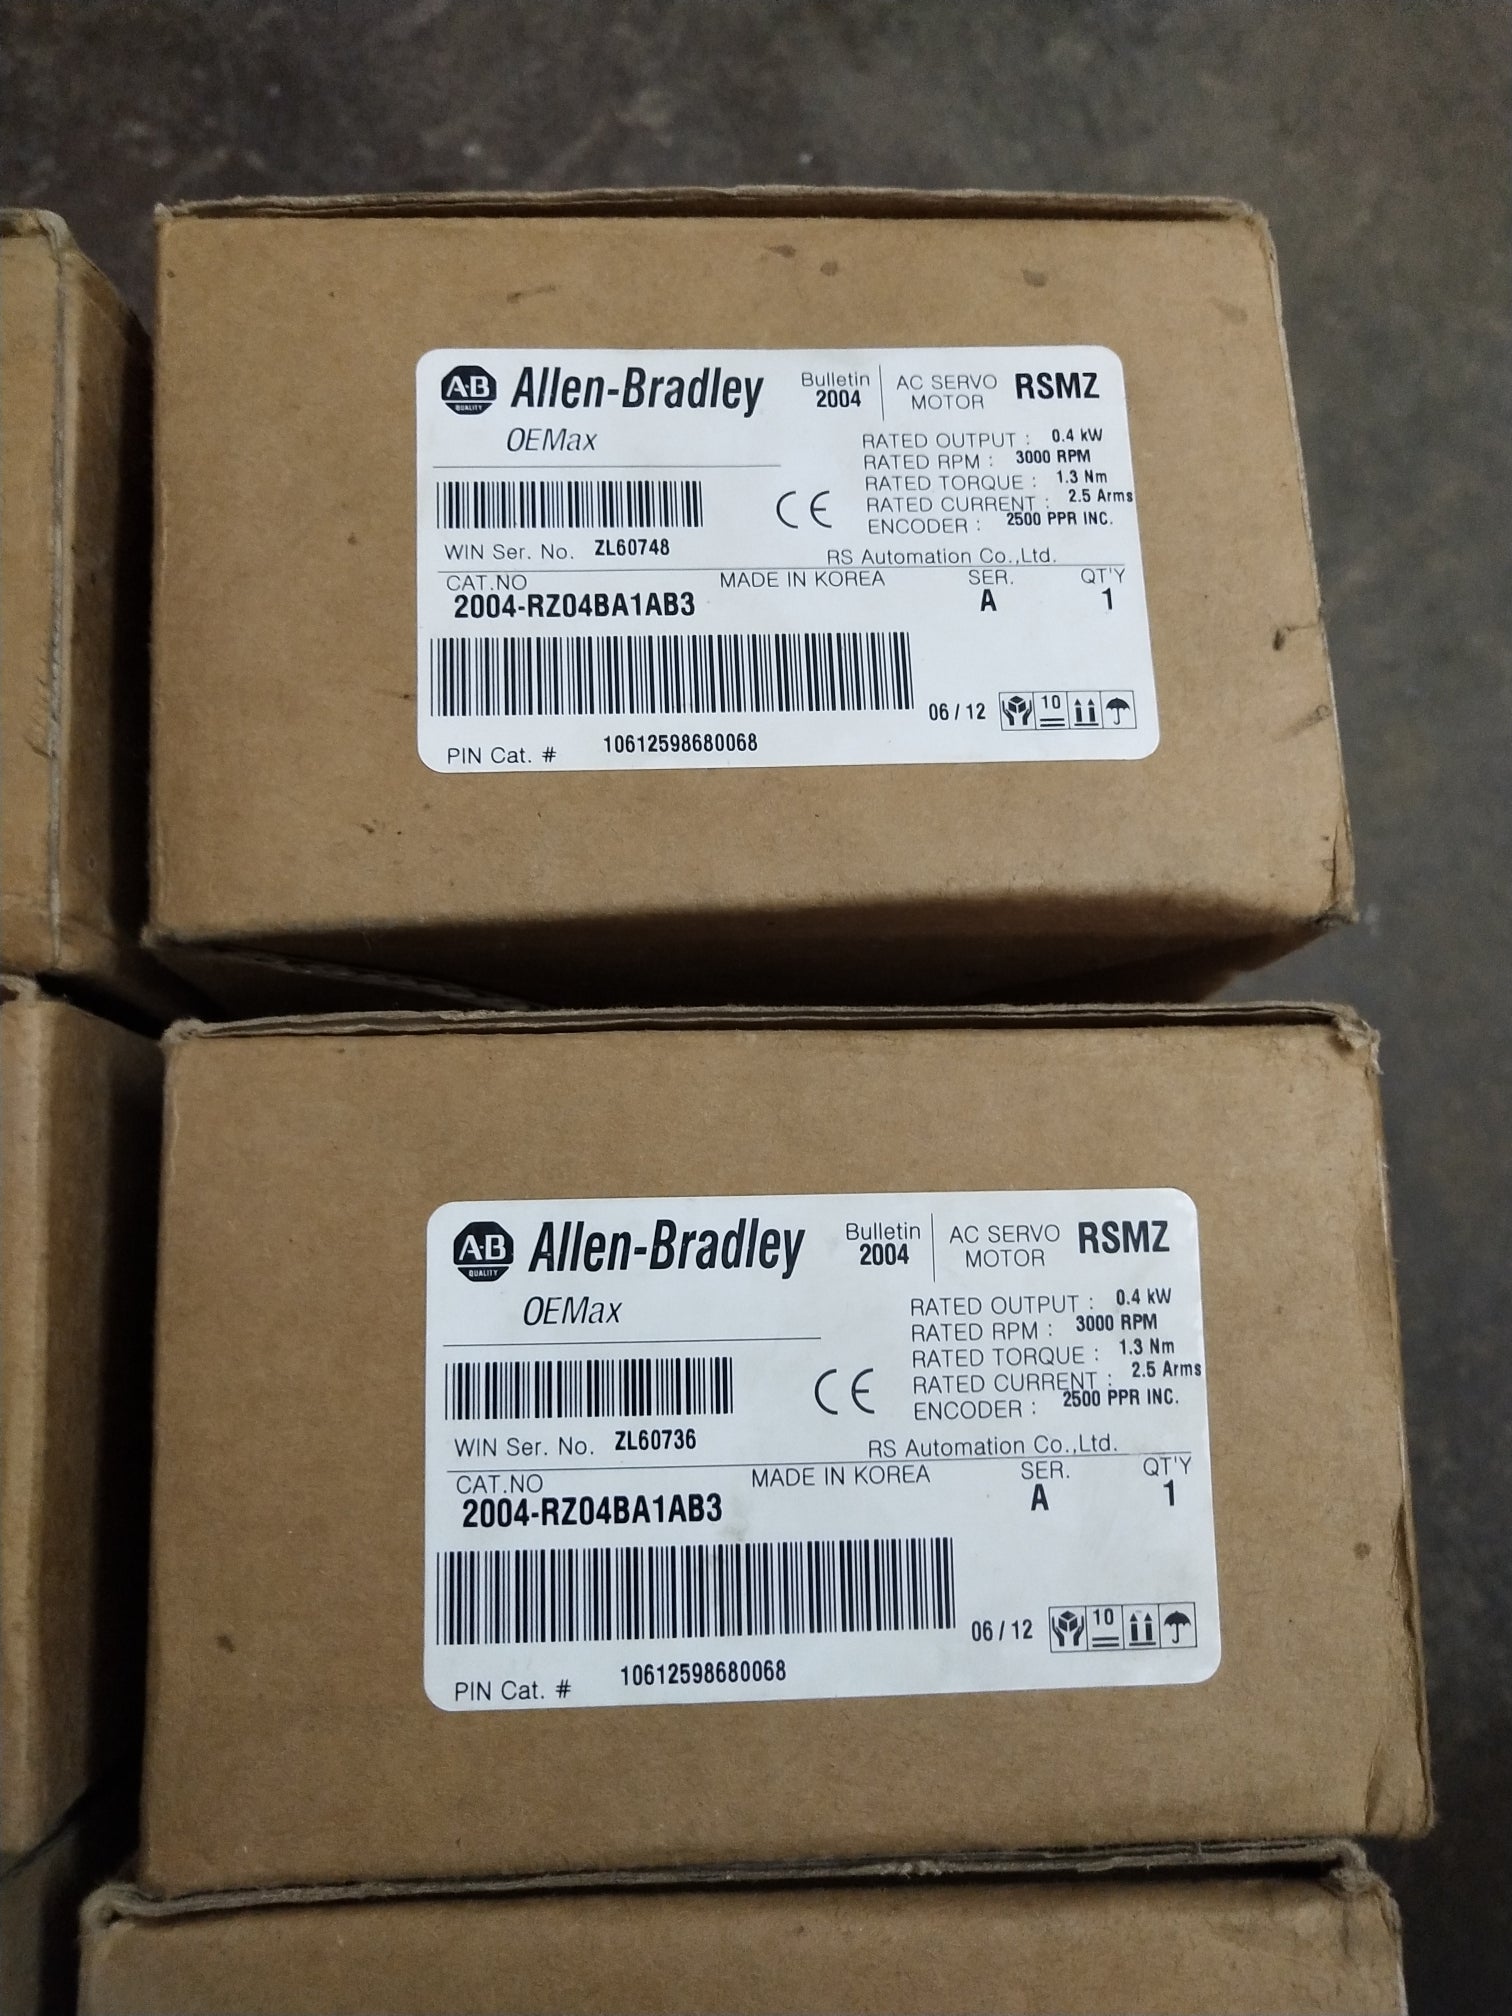 A-B QUALITY Allen-Bradley Bulletin 2004 AC SERVO MOTOR RSMZ
OEMax
RATED OUTPUT : 0.4 kW
RATED RPM : 3000 RPM
RATED TORQUE : 1.3 Nm
RATED CURRENT : 2.5 Arms
CE ENCODER : 2500 PPR INC.
WIN Ser. No. ZL60748 RS Automation Co.,Ltd.
CAT.NO MADE IN KOREA SER. QT'Y
2004-RZ04BA1AB3 A 1
06 / 12 10
PIN Cat. # 10612598680068
A-B QUALITY Allen-Bradley Bulletin 2004 AC SERVO MOTOR RSMZ
OEMax
RATED OUTPUT : 0.4 kW
RATED RPM : 3000 RPM
RATED TORQUE : 1.3 Nm
RATED CURRENT : 2.5 Arms
CE ENCODER : 2500 PPR INC.
WIN Ser. No. ZL60736 RS Automation Co.,Ltd.
CAT.NO MADE IN KOREA SER. QT'Y
2004-RZ04BA1AB3 A 1
06 / 12 10
PIN Cat. # 10612598680068